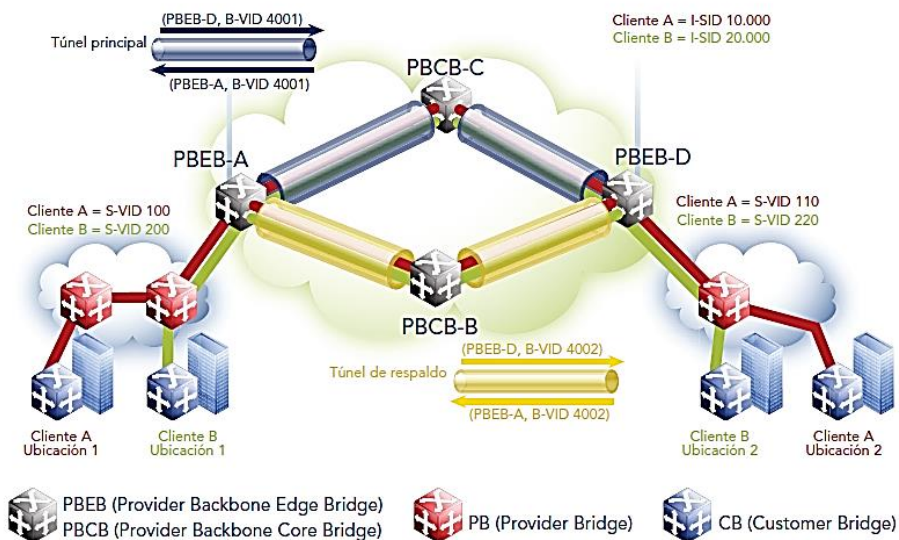 (PBEB-D, B-VID 4001)
Túnel principal
(PBEB-A, B-VID 4001)
Cliente A = I-SID 10.000
Cliente B = I-SID 20.000
PBCB-C
PBEB-A
PBEB-D
Cliente A = S-VID 100
Cliente B = S-VID 200
Cliente A = S-VID 110
Cliente B = S-VID 220
PBCB-B
(PBEB-D, B-VID 4002)
Túnel de respaldo
(PBEB-A, B-VID 4002)
Cliente A
Ubicación 1
Cliente B
Ubicación 1
Cliente B
Ubicación 2
Cliente A
Ubicación 2
PBEB (Provider Backbone Edge Bridge)
PBCB (Provider Backbone Core Bridge)
PB (Provider Bridge)
CB (Customer Bridge)